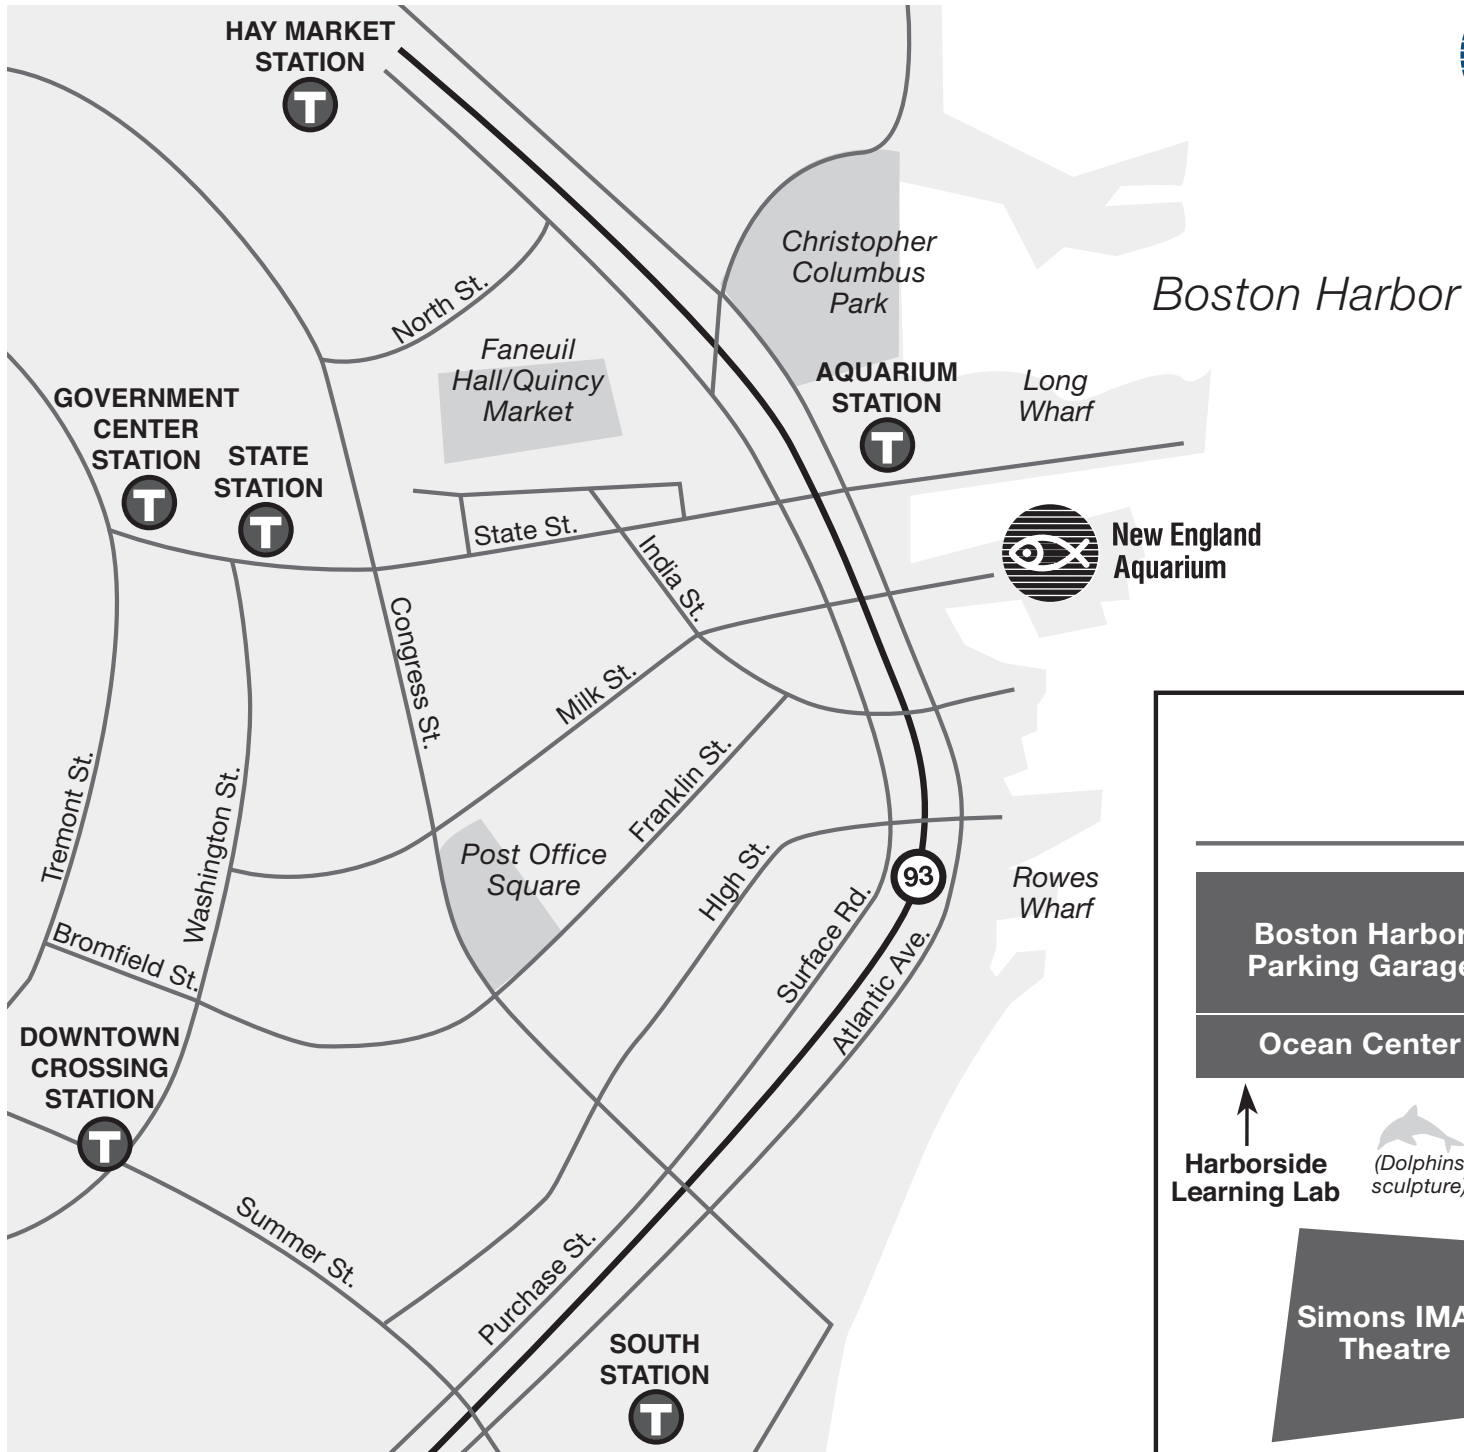 HAY MARKET
STATION
T
Christopher
Columbus
Park
Boston Harbor
North St.
Faneuil
Hall/Quincy
Market
AQUARIUM
STATION
T
Long
Wharf
GOVERNMENT
CENTER
STATION
T
STATE
STATION
T
State St.
India St.
New England
Aquarium
Congress St.
Milk St.
Franklin St.
Tremont St.
Washington St.
Post Office
Square
HIgh St.
93
Rowes
Wharf
Surface Rd.
Atlantic Ave.
Bromfield St.
DOWNTOWN
CROSSING
STATION
T
Summer St.
Purchase St.
SOUTH
STATION
T
Boston Harbor
Parking Garage
Ocean Center
Harborside
Learning Lab
(Dolphins
sculpture)
Simons IMA
Theatre